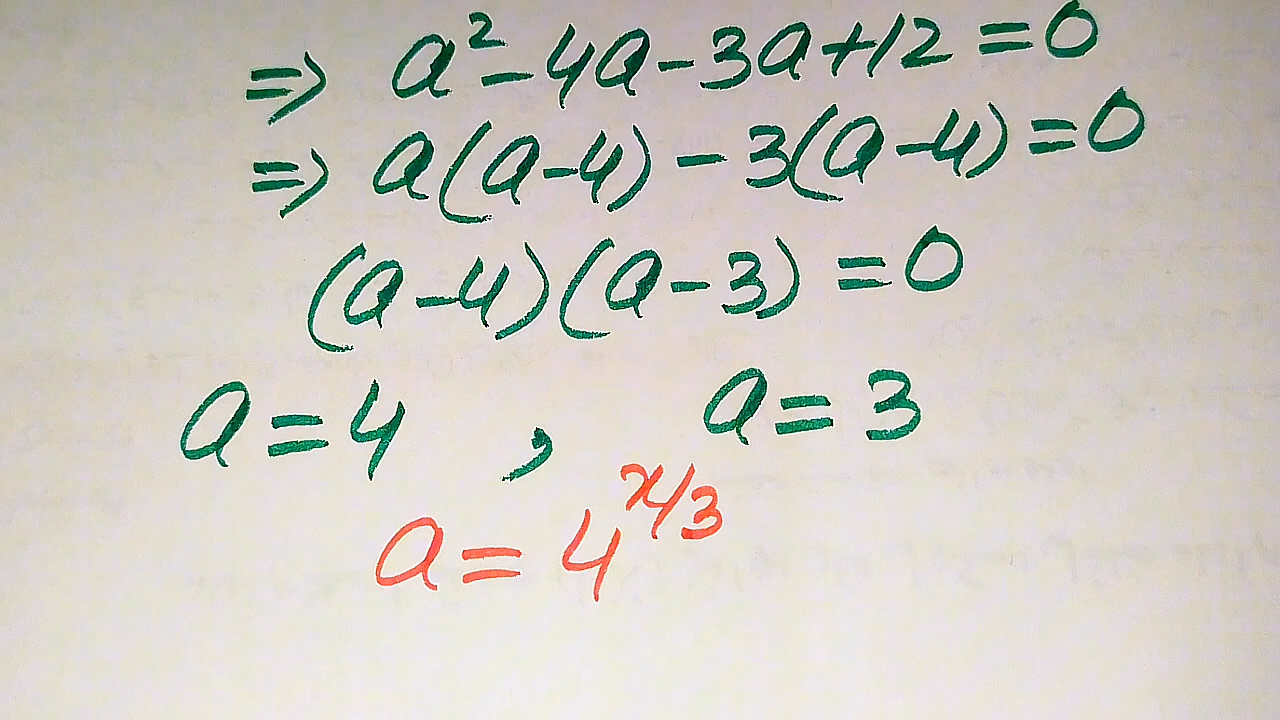 ⇒ a² - 4a - 3a + 12 = 0
⇒ a(a-4) - 3(a-4) = 0
(a-4)(a-3) = 0
a = 4 , a = 3
a = 4^{x/3}